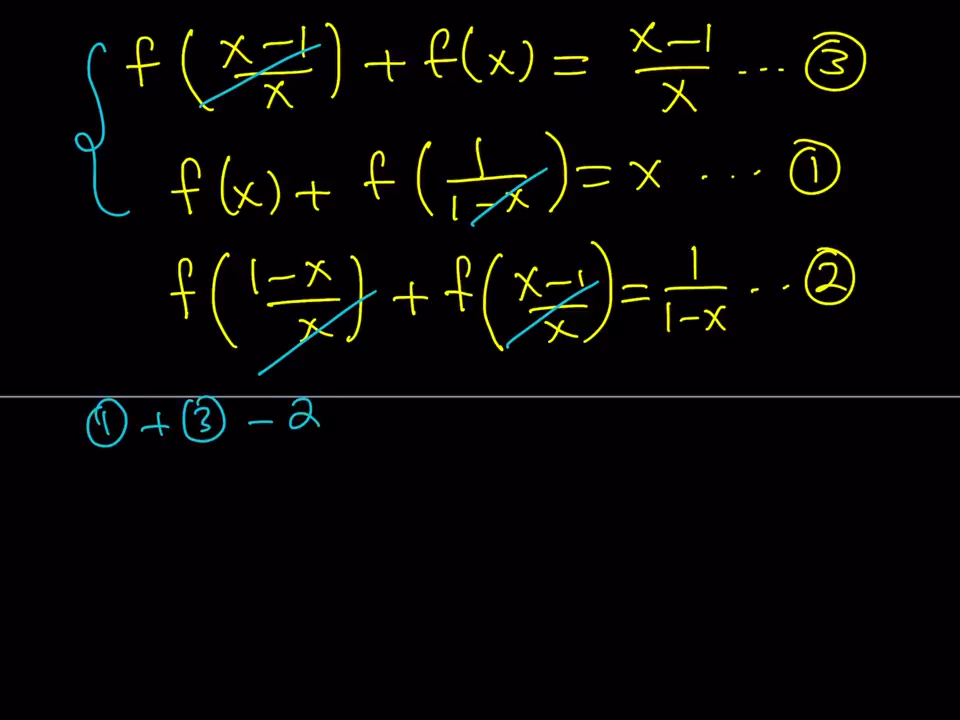 f((x-1)/x) + f(x) = (x-1)/x ... ③
f(x) + f(1/(1-x)) = x ... ①
f((1-x)/x) + f((x-1)/x) = 1/(1-x) ... ②
① + ③ - 2